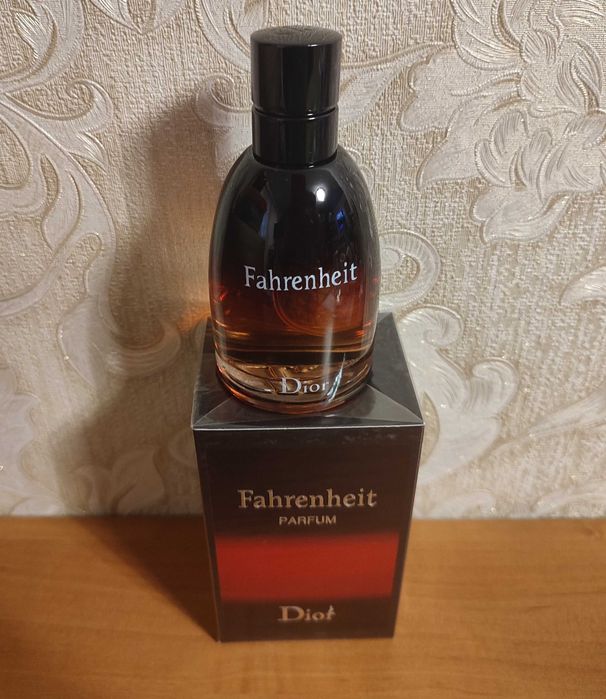 Fahrenheit
Dior
Fahrenheit
PARFUM
Dior